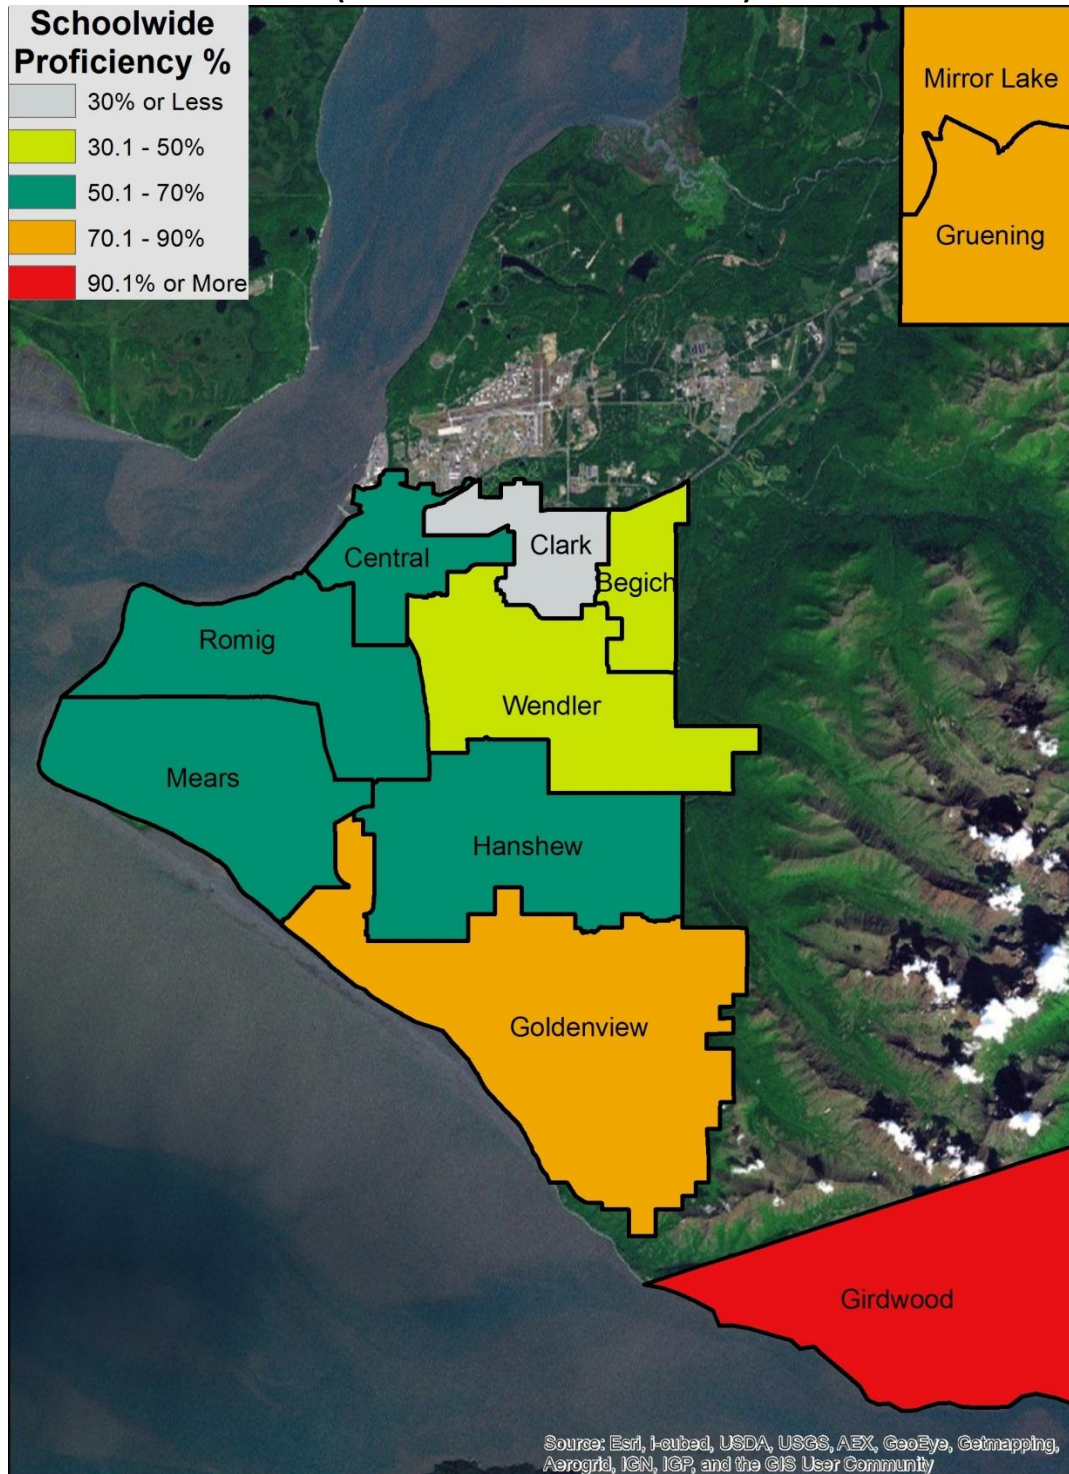 Schoolwide
Proficiency %
30% or Less
30.1 - 50%
50.1 - 70%
70.1 - 90%
90.1% or More
Mirror Lake
Gruening
Central
Clark
Begich
Romig
Wendler
Mears
Hanshew
Goldenview
Girdwood
Source: Esri, i-cubed, USDA, USGS, AEX, GeoEye, Getmapping,
Aerogrid, IGN, IGP, and the GIS User Community